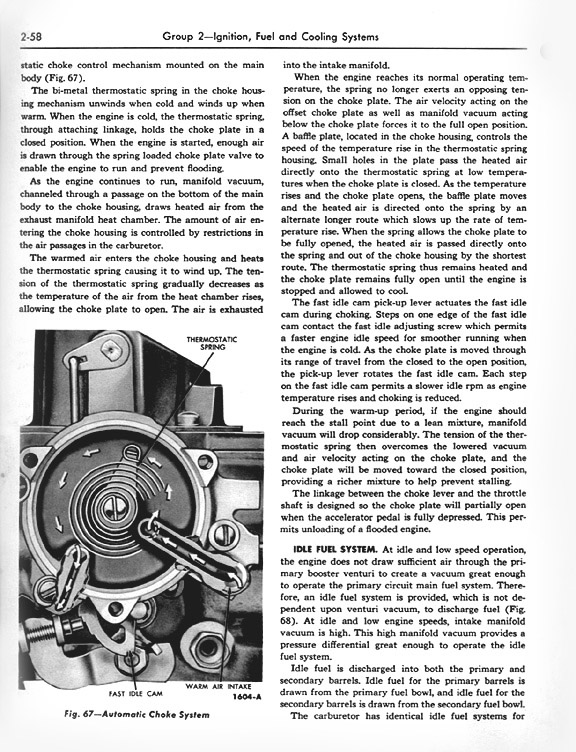 2-58
Group 2—Ignition, Fuel and Cooling Systems
static choke control mechanism mounted on the main
body (Fig. 67).
The bi-metal thermostatic spring in the choke hous-
ing mechanism unwinds when cold and winds up when
warm. When the engine is cold, the thermostatic spring,
through attaching linkage, holds the choke plate in a
closed position. When the engine is started, enough air
is drawn through the spring loaded choke plate valve to
enable the engine to run and prevent flooding.
As the engine continues to run, manifold vacuum,
channeled through a passage on the bottom of the main
body to the choke housing, draws heated air from the
exhaust manifold heat chamber. The amount of air en-
tering the choke housing is controlled by restrictions in
the air passages in the carburetor.
The warmed air enters the choke housing and heats
the thermostatic spring causing it to wind up. The ten-
sion of the thermostatic spring gradually decreases as
the temperature of the air from the heat chamber rises,
allowing the choke plate to open. The air is exhausted
THERMOSTATIC
SPRING
FAST IDLE CAM
WARM AIR INTAKE
1604-A
Fig. 67—Automatic Choke System
into the intake manifold.
When the engine reaches its normal operating tem-
perature, the spring no longer exerts an opposing ten-
sion on the choke plate. The air velocity acting on the
offset choke plate as well as manifold vacuum acting
below the choke plate forces it to the full open position.
A baffle plate, located in the choke housing, controls the
speed of the temperature rise in the thermostatic spring
housing. Small holes in the plate pass the heated air
directly onto the thermostatic spring at low tempera-
tures when the choke plate is closed. As the temperature
rises and the choke plate opens, the baffle plate moves
and the heated air is directed onto the spring by an
alternate longer route which slows up the rate of tem-
perature rise. When the spring allows the choke plate to
be fully opened, the heated air is passed directly onto
the spring and out of the choke housing by the shortest
route. The thermostatic spring thus remains heated and
the choke plate remains fully open until the engine is
stopped and allowed to cool.
The fast idle cam pick-up lever actuates the fast idle
cam during choking. Steps on one edge of the fast idle
cam contact the fast idle adjusting screw which permits
a faster engine idle speed for smoother running when
the engine is cold. As the choke plate is moved through
its range of travel from the closed to the open position,
the pick-up lever rotates the fast idle cam. Each step
on the fast idle cam permits a slower idle rpm as engine
temperature rises and choking is reduced.
During the warm-up period, if the engine should
reach the stall point due to a lean mixture, manifold
vacuum will drop considerably. The tension of the ther-
mostatic spring then overcomes the lowered vacuum
and air velocity acting on the choke plate, and the
choke plate will be moved toward the closed position,
providing a richer mixture to help prevent stalling.
The linkage between the choke lever and the throttle
shaft is designed so the choke plate will partially open
when the accelerator pedal is fully depressed. This per-
mits unloading of a flooded engine.
IDLE FUEL SYSTEM. At idle and low speed operation,
the engine does not draw sufficient air through the pri-
mary booster venturi to create a vacuum great enough
to operate the primary circuit main fuel system. There-
fore, an idle fuel system is provided, which is not de-
pendent upon venturi vacuum, to discharge fuel (Fig.
68). At idle and low engine speeds, intake manifold
vacuum is high. This high manifold vacuum provides a
pressure differential great enough to operate the idle
fuel system.
Idle fuel is discharged into both the primary and
secondary barrels. Idle fuel for the primary barrels is
drawn from the primary fuel bowl, and idle fuel for the
secondary barrels is drawn from the secondary fuel bowl.
The carburetor has identical idle fuel systems for